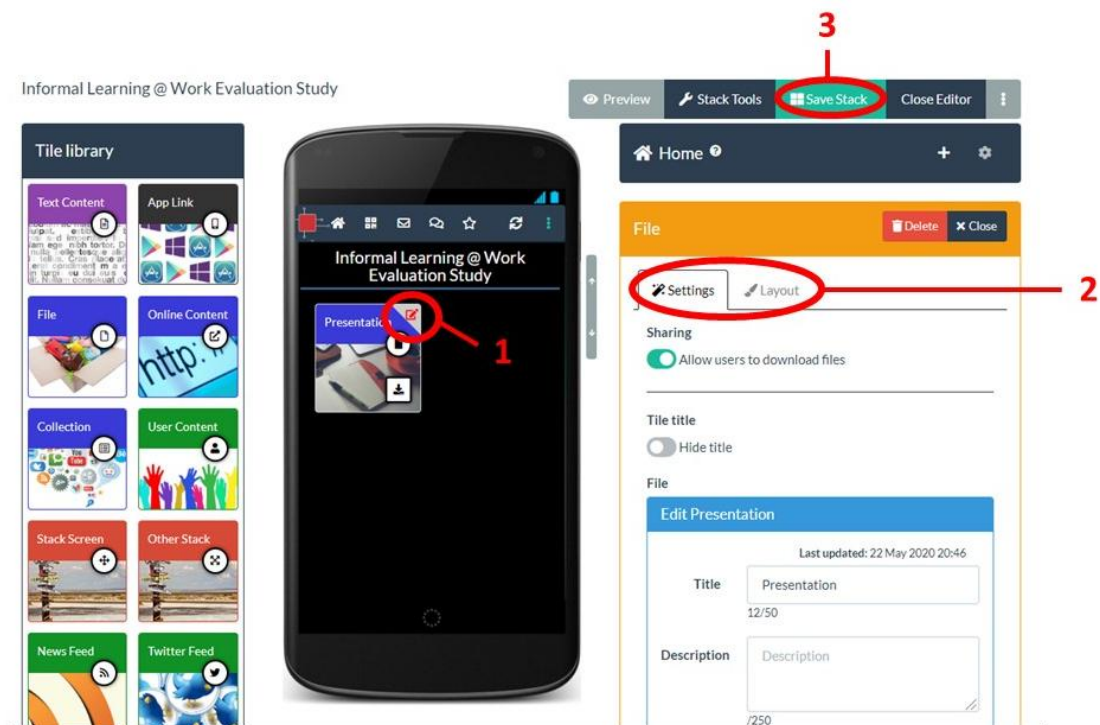 3
Informal Learning @ Work Evaluation Study
Preview
Stack Tools
Save Stack
Close Editor
Tile library
Text Content
App Link
File
Online Content
http:
Collection
You
Tube
User Content
Stack Screen
Other Stack
News Feed
Twitter Feed
Informal Learning @ Work
Evaluation Study
Presentation
1
Home
File
Delete
Close
Settings
Layout
2
Sharing
Allow users to download files
Tile title
Hide title
File
Edit Presentation
Last updated: 22 May 2020 20:46
Title
Presentation
12/50
Description
Description
/250